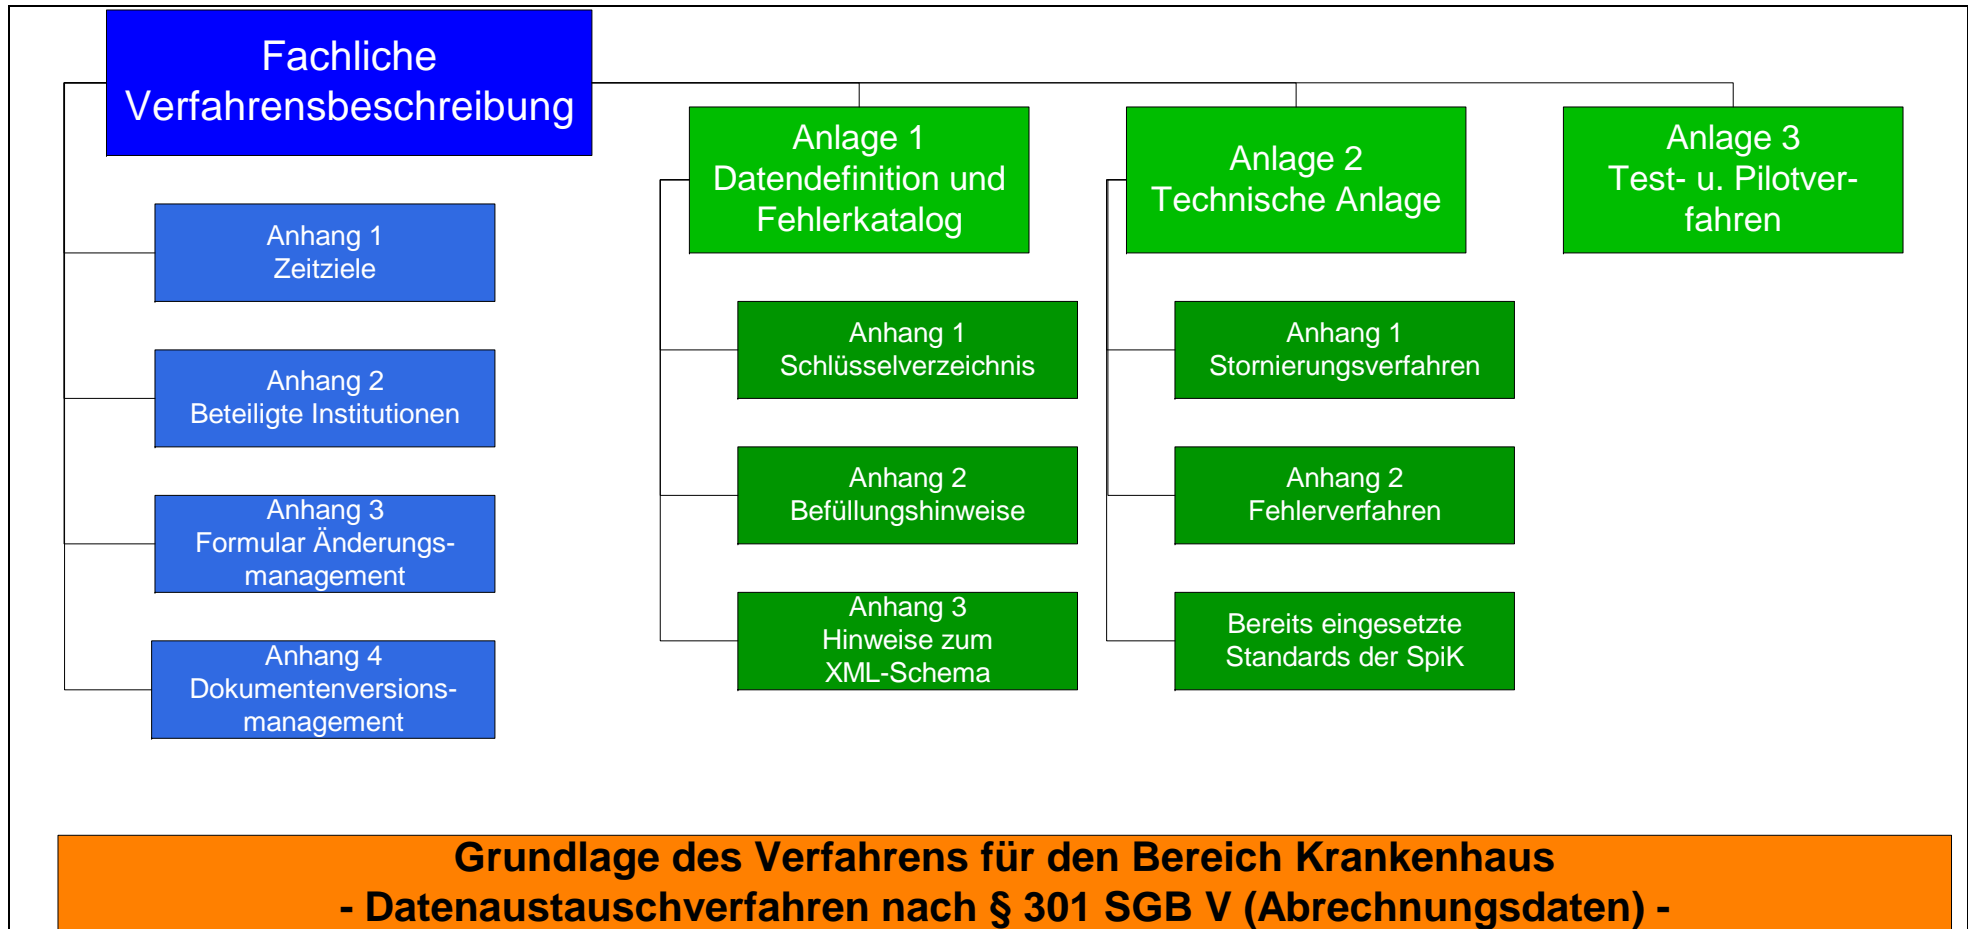 Fachliche
Verfahrensbeschreibung
Anhang 1
Zeitziele
Anhang 2
Beteiligte Institutionen
Anhang 3
Formular Änderungs-
management
Anhang 4
Dokumentenversions-
management
Anlage 1
Datendefinition und
Fehlerkatalog
Anhang 1
Schlüsselverzeichnis
Anhang 2
Befüllungshinweise
Anhang 3
Hinweise zum
XML-Schema
Anlage 2
Technische Anlage
Anhang 1
Stornierungsverfahren
Anhang 2
Fehlerverfahren
Bereits eingesetzte
Standards der SpiK
Anlage 3
Test- u. Pilotver-
fahren
Grundlage des Verfahrens für den Bereich Krankenhaus
- Datenaustauschverfahren nach § 301 SGB V (Abrechnungsdaten) -